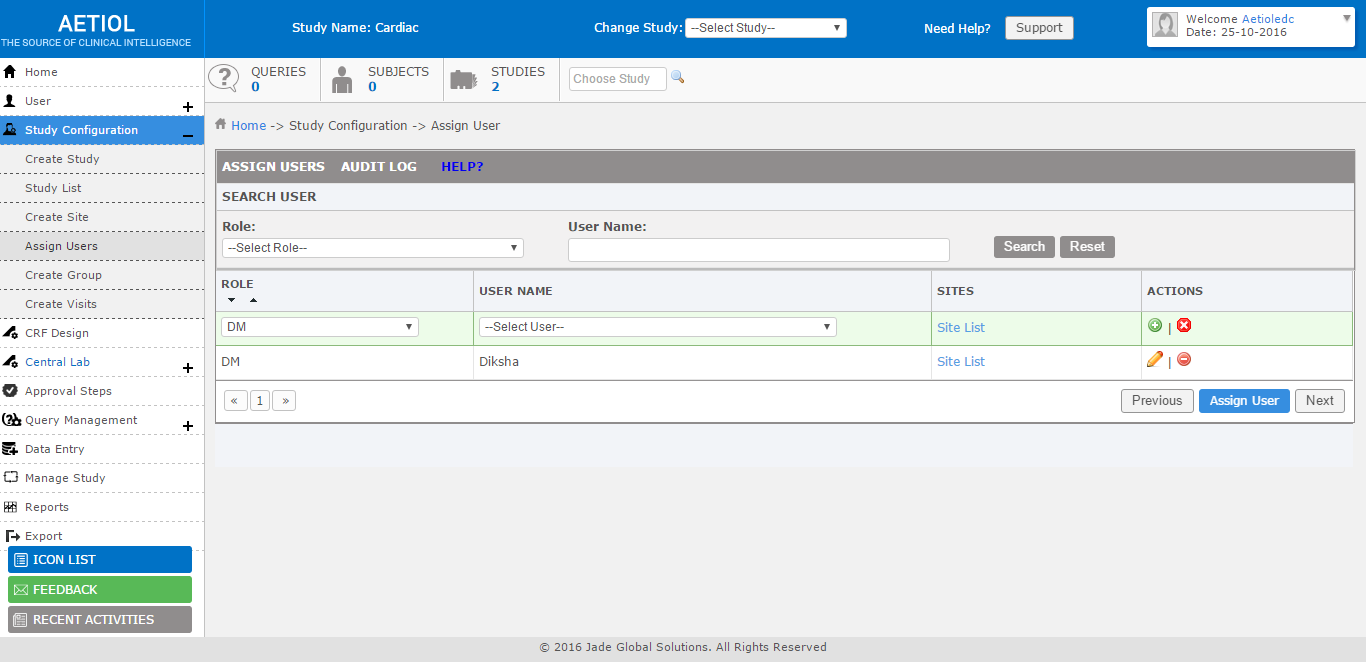 AETIOL
THE SOURCE OF CLINICAL INTELLIGENCE
Study Name: Cardiac
Change Study: --Select Study--
Need Help? Support
Welcome Aetioledc
Date: 25-10-2016
Home
User
Study Configuration
Create Study
Study List
Create Site
Assign Users
Create Group
Create Visits
CRF Design
Central Lab
Approval Steps
Query Management
Data Entry
Manage Study
Reports
Export
ICON LIST
FEEDBACK
RECENT ACTIVITIES
QUERIES
0
SUBJECTS
0
STUDIES
2
Choose Study
Home -> Study Configuration -> Assign User
ASSIGN USERS AUDIT LOG HELP?
SEARCH USER
Role: User Name:
--Select Role-- Search Reset
ROLE USER NAME SITES ACTIONS
DM --Select User-- Site List |
DM Diksha Site List |
« 1 » Previous Assign User Next
© 2016 Jade Global Solutions. All Rights Reserved